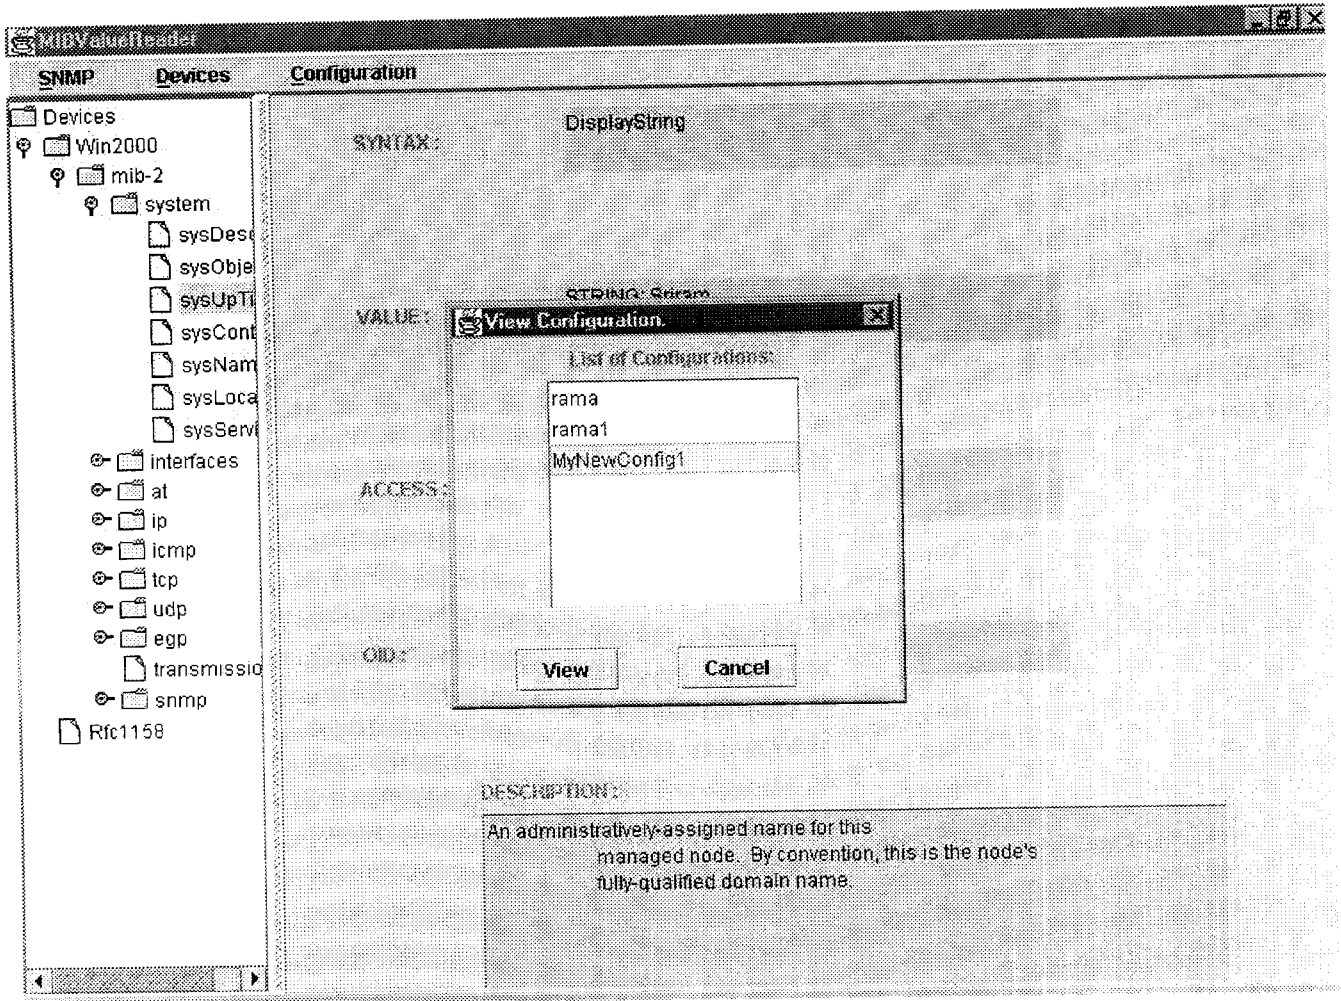 MIBValueReader
SNMP Devices Configuration
Devices
Win2000
mib-2
system
sysDesc
sysObje
sysUpTi
sysCont
sysNam
sysLoca
sysServi
interfaces
at
ip
icmp
tcp
udp
egp
transmissio
snmp
Rfc1158
SYNTAX :
DisplayString
VALUE :
STRING: Sriram
ACCESS :
OID :
DESCRIPTION :
An administratively-assigned name for this
managed node. By convention, this is the node's
fully-qualified domain name.
View Configuration.
List of Configurations:
rama
rama1
MyNewConfig1
View Cancel